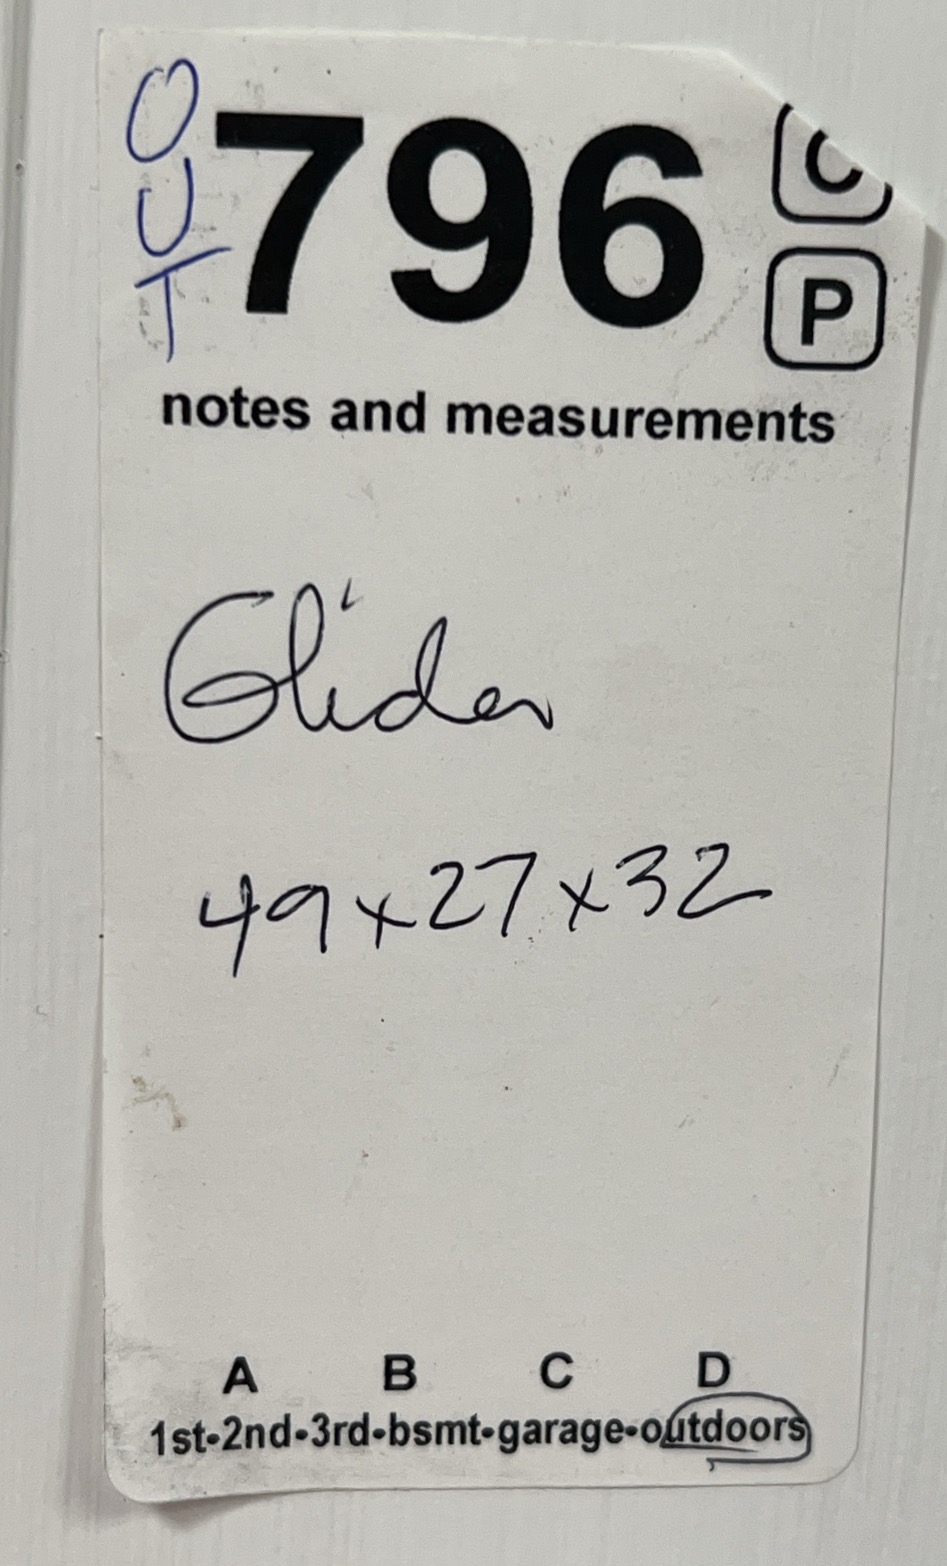 OUT
796
C
P
notes and measurements
Glider
49x27x32
A B C D
1st-2nd-3rd-bsmt-garage-outdoors